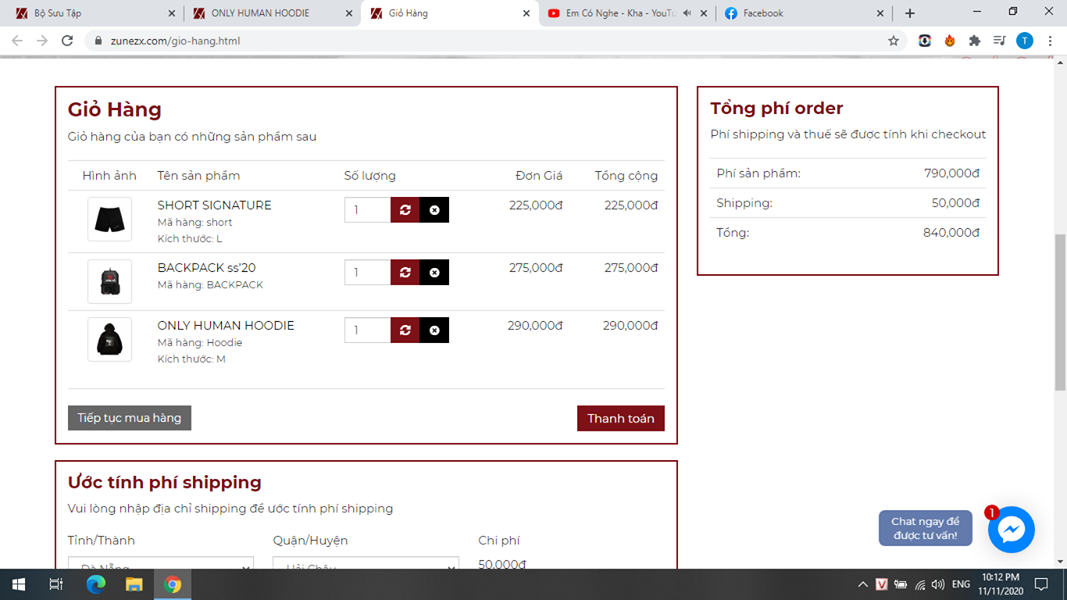 Bộ Sưu Tập
ONLY HUMAN HOODIE
Giỏ Hàng
Em Có Nghe - Kha - YouTu
Facebook
zunezx.com/gio-hang.html
T
Giỏ Hàng
Giỏ hàng của bạn có những sản phẩm sau
Hình ảnh Tên sản phẩm Số lượng Đơn Giá Tổng cộng
SHORT SIGNATURE 1 225,000đ 225,000đ
Mã hàng: short
Kích thước: L
BACKPACK ss'20 1 275,000đ 275,000đ
Mã hàng: BACKPACK
ONLY HUMAN HOODIE 1 290,000đ 290,000đ
Mã hàng: Hoodie
Kích thước: M
Tiếp tục mua hàng
Thanh toán
Tổng phí order
Phí shipping và thuế sẽ được tính khi checkout
Phí sản phẩm: 790,000đ
Shipping: 50,000đ
Tổng: 840,000đ
Ước tính phí shipping
Vui lòng nhập địa chỉ shipping để ước tính phí shipping
Tỉnh/Thành Quận/Huyện Chi phí
Đà Nẵng Hải Châu 50,000đ
Chat ngay để
được tư vấn!
1
V
ENG
10:12 PM
11/11/2020